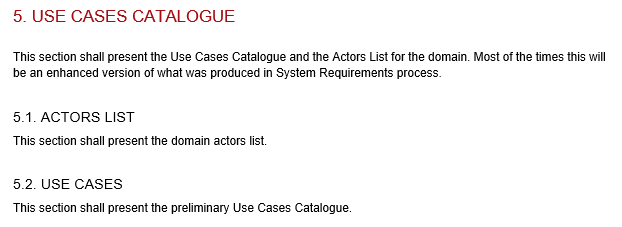 5. USE CASES CATALOGUE
This section shall present the Use Cases Catalogue and the Actors List for the domain. Most of the times this will
be an enhanced version of what was produced in System Requirements process.
5.1. ACTORS LIST
This section shall present the domain actors list.
5.2. USE CASES
This section shall present the preliminary Use Cases Catalogue.